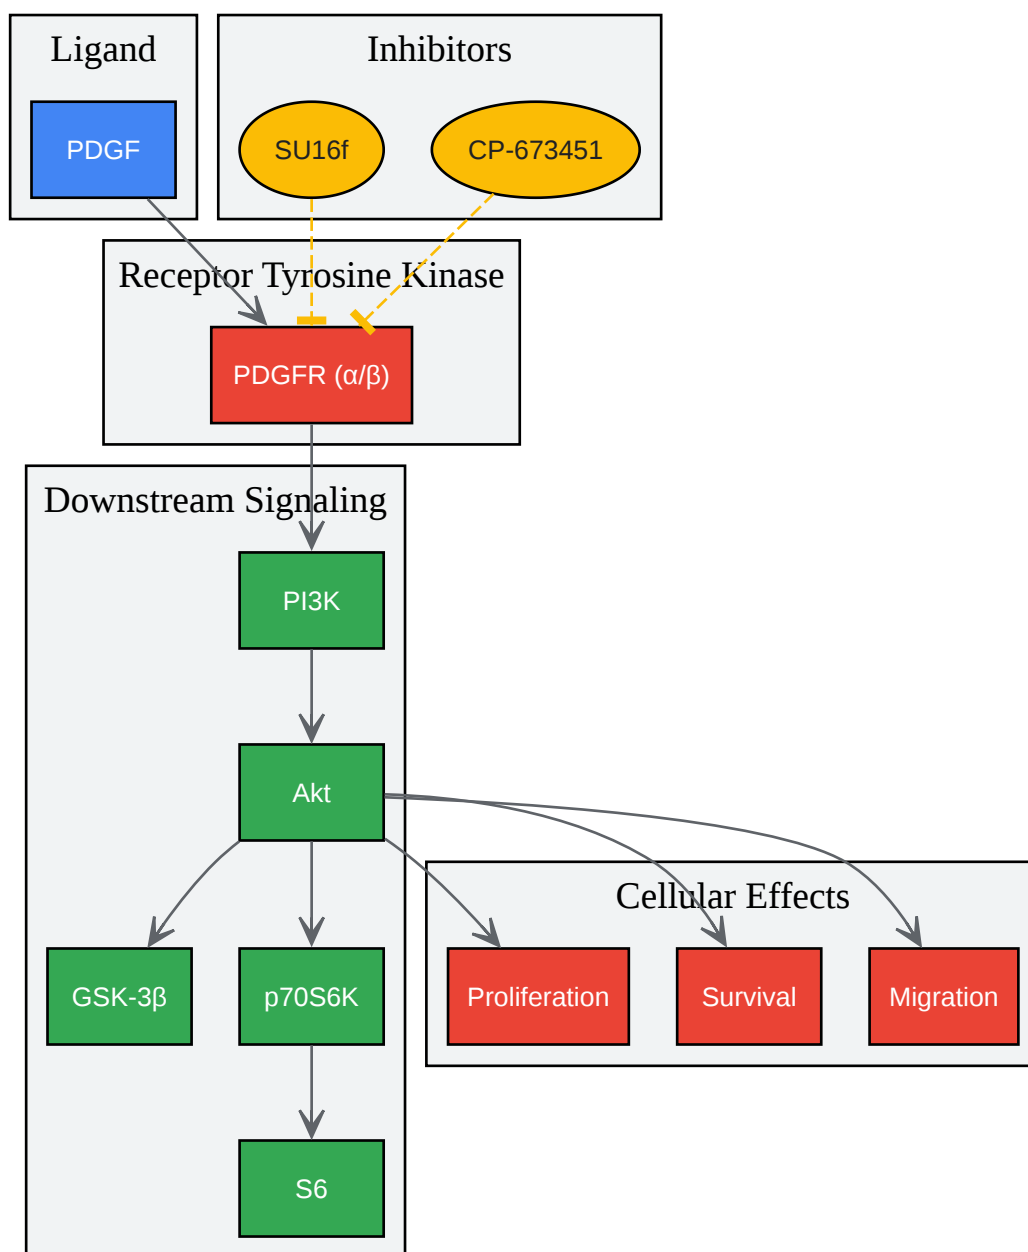 Ligand
Inhibitors
PDGF
SU16f
CP-673451
Receptor Tyrosine Kinase
PDGFR (α/β)
Downstream Signaling
PI3K
Akt
Cellular Effects
GSK-3β
p70S6K
Proliferation
Survival
Migration
S6